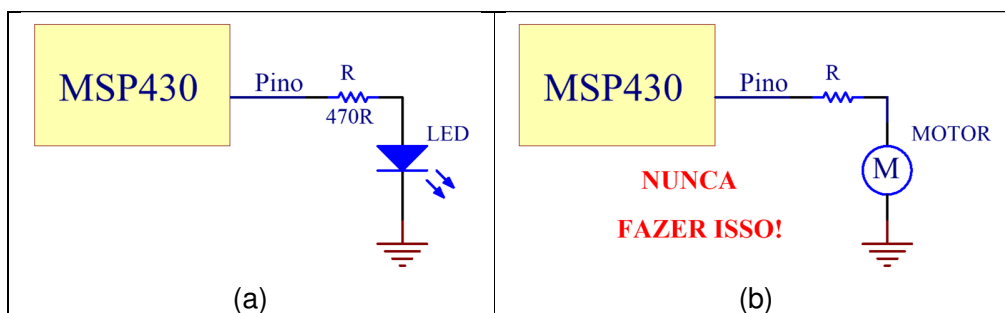 MSP430
Pino
R
470R
LED
(a)
MSP430
Pino
R
MOTOR
M
NUNCA
FAZER ISSO!
(b)